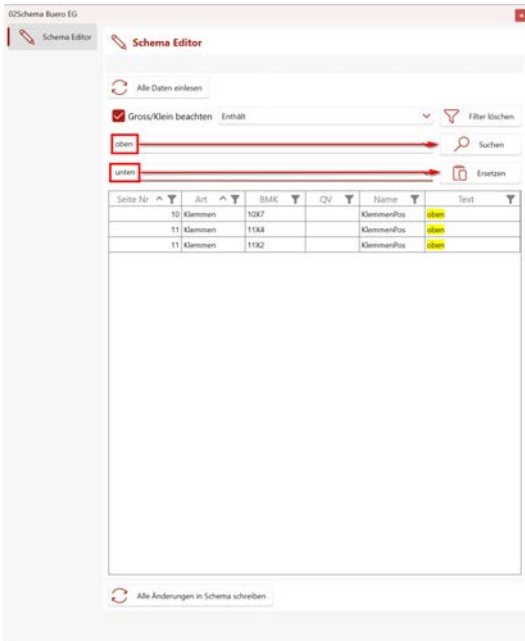 02Schema Buero EG
Schema Editor
Schema Editor
Alle Daten einlesen
Gross/Klein beachten Enthält Filter löschen
oben Suchen
unten Ersetzen
Seite Nr Art BMK QV Name Text
10 Klemmen 10X7 KlemmenPos oben
11 Klemmen 11X4 KlemmenPos oben
11 Klemmen 11X2 KlemmenPos oben
Alle Änderungen in Schema schreiben